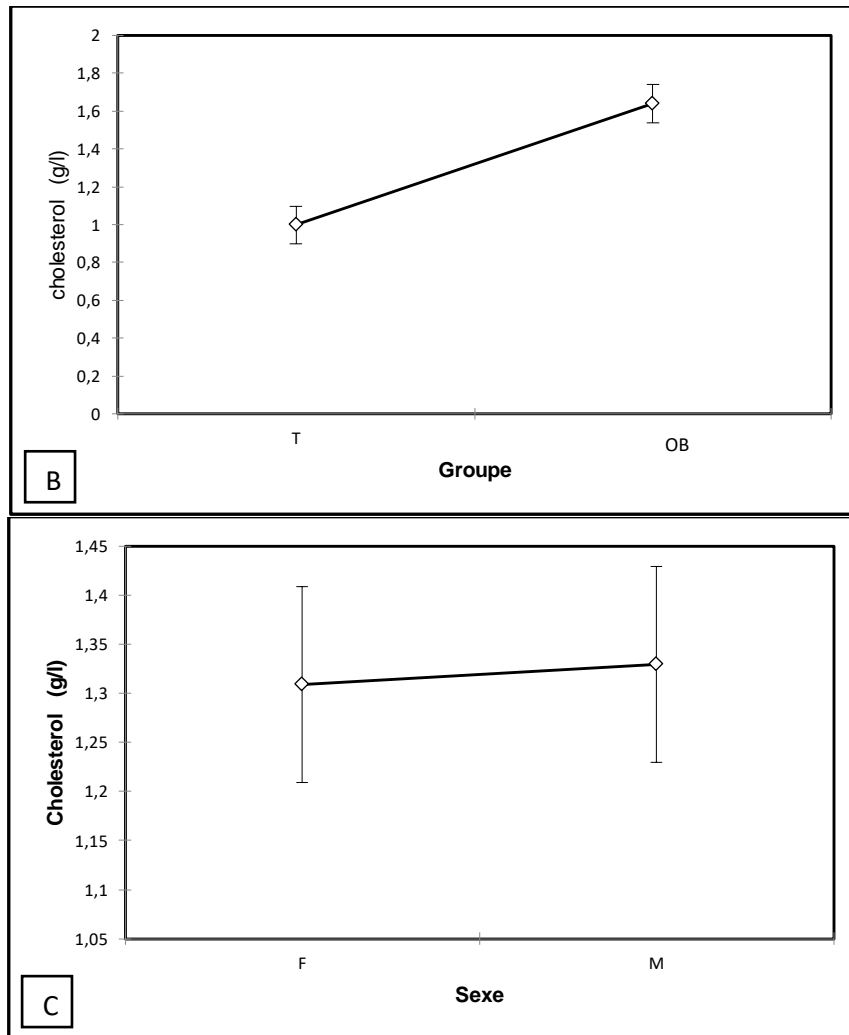 2
1,8
1,6
1,4
1,2
1
0,8
0,6
0,4
0,2
0
cholesterol (g/l)
T OB
Groupe
B
1,45
1,4
1,35
1,3
1,25
1,2
1,15
1,1
1,05
Cholesterol (g/l)
F M
Sexe
C